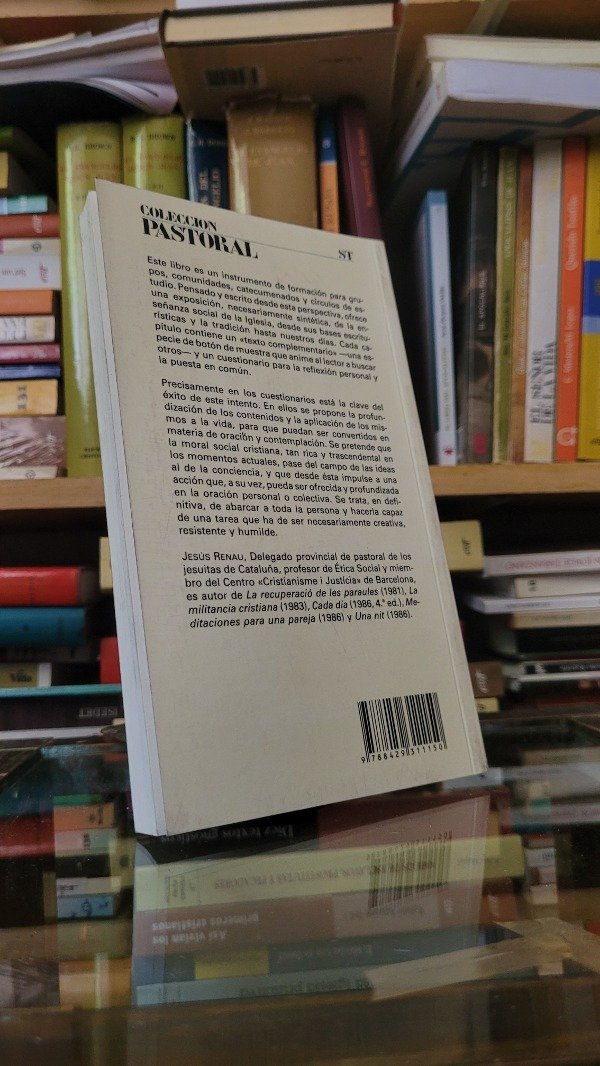 COLECCION
PASTORAL
ST
Este libro es un instrumento de formación para gru-
pos, comunidades, catecumenados y círculos de es-
tudio. Pensado y escrito desde esta perspectiva, ofrece
una exposición, necesariamente sintética, de la en-
señanza social de la Iglesia, desde sus bases escritu-
rísticas y la tradición hasta nuestros días. Cada ca-
pítulo contiene un «texto complementario» —una es-
pecie de botón de muestra que anime al lector a buscar
otros— y un cuestionario para la reflexión personal y
la puesta en común.
Precisamente en los cuestionarios está la clave del
éxito de este intento. En ellos se propone la profun-
dización de los contenidos y la aplicación de los mis-
mos a la vida, para que puedan ser convertidos en
materia de oración y contemplación. Se pretende que
la moral social cristiana, tan rica y trascendental en
los momentos actuales, pase del campo de las ideas
al de la conciencia, y que desde ésta impulse a una
acción que, a su vez, pueda ser ofrecida y profundizada
en la oración personal o colectiva. Se trata, en defi-
nitiva, de abarcar a toda la persona y hacerla capaz
de una tarea que ha de ser necesariamente creativa,
resistente y humilde.
JESÚS RENAU, Delegado provincial de pastoral de los
jesuitas de Cataluña, profesor de Ética Social y miem-
bro del Centro «Cristianisme i Justícia» de Barcelona,
es autor de La recuperació de les paraules (1981), La
militancia cristiana (1983), Cada día (1986, 4.ª ed.), Me-
ditaciones para una pareja (1986) y Una nit (1986).
9788429311150
EL SEÑOR
DE LA VIDA
Diez textos gnósticos
Así vivían los
primeros cristianos